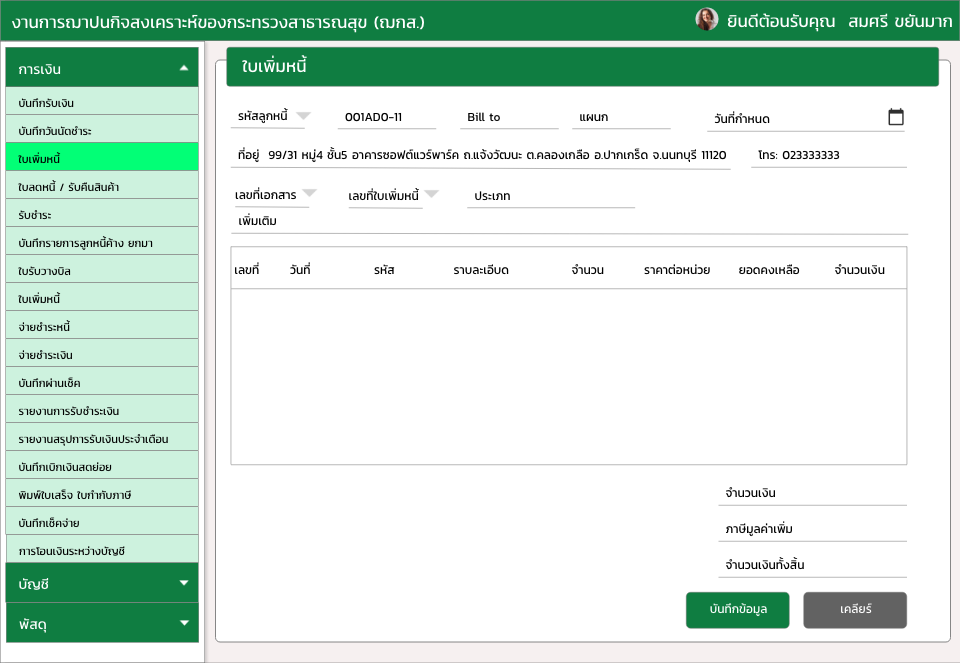 งานการฌาปนกิจสงเคราะห์ของกระทรวงสาธารณสุข (ฌกส.)
ยินดีต้อนรับคุณ สมศรี ขยันมาก
การเงิน
บันทึกรับเงิน
บันทึกวันนัดชำระ
ใบเพิ่มหนี้
ใบลดหนี้ / รับคืนสินค้า
รับชำระ
บันทึกรายการลูกหนี้ค้าง ยกมา
ใบรับวางบิล
ใบเพิ่มหนี้
จ่ายชำระหนี้
จ่ายชำระเงิน
บันทึกผ่านเช็ค
รายงานการรับชำระเงิน
รายงานสรุปการรับเงินประจำเดือน
บันทึกเบิกเงินสดย่อย
พิมพ์ใบเสร็จ ใบกำกับภาษี
บันทึกเช็คจ่าย
การโอนเงินระหว่างบัญชี
บัญชี
พัสดุ
ใบเพิ่มหนี้
รหัสลูกหนี้ 001AD0-11 Bill to แผนก วันที่กำหนด
ที่อยู่ 99/31 หมู่4 ชั้น5 อาคารซอฟต์แวร์พาร์ค ถ.แจ้งวัฒนะ ต.คลองเกลือ อ.ปากเกร็ด จ.นนทบุรี 11120 โทร: 023333333
เลขที่เอกสาร เลขที่ใบเพิ่มหนี้ ประเภท
เพิ่มเติม
เลขที่ วันที่ รหัส ราบละเอีบด จำนวน ราคาต่อหน่วย ยอดคงเหลือ จำนวนเงิน
จำนวนเงิน
ภาษีมูลค่าเพิ่ม
จำนวนเงินทั้งสิ้น
บันทึกข้อมูล เคลียร์